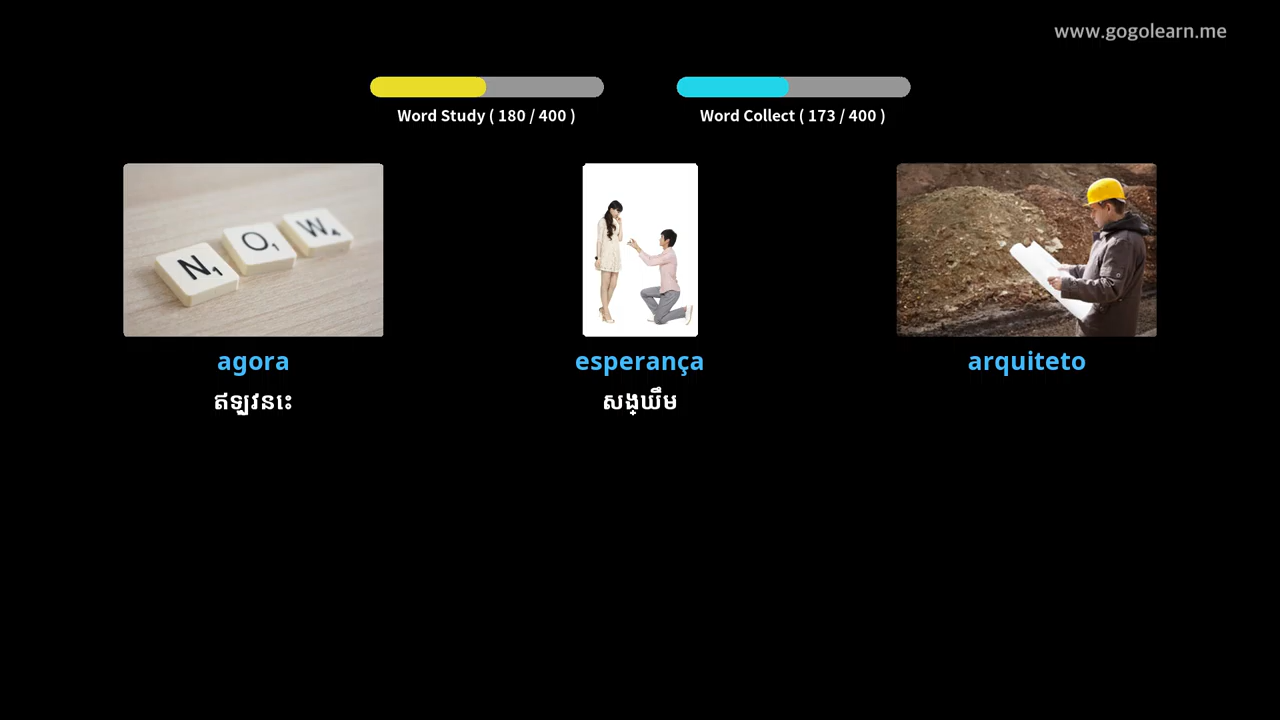 www.gogolearn.me
Word Study ( 180 / 400 )
Word Collect ( 173 / 400 )
NOW
agora
esperança
arquiteto
ឥឡូវនេះ
សង្ឃឹម